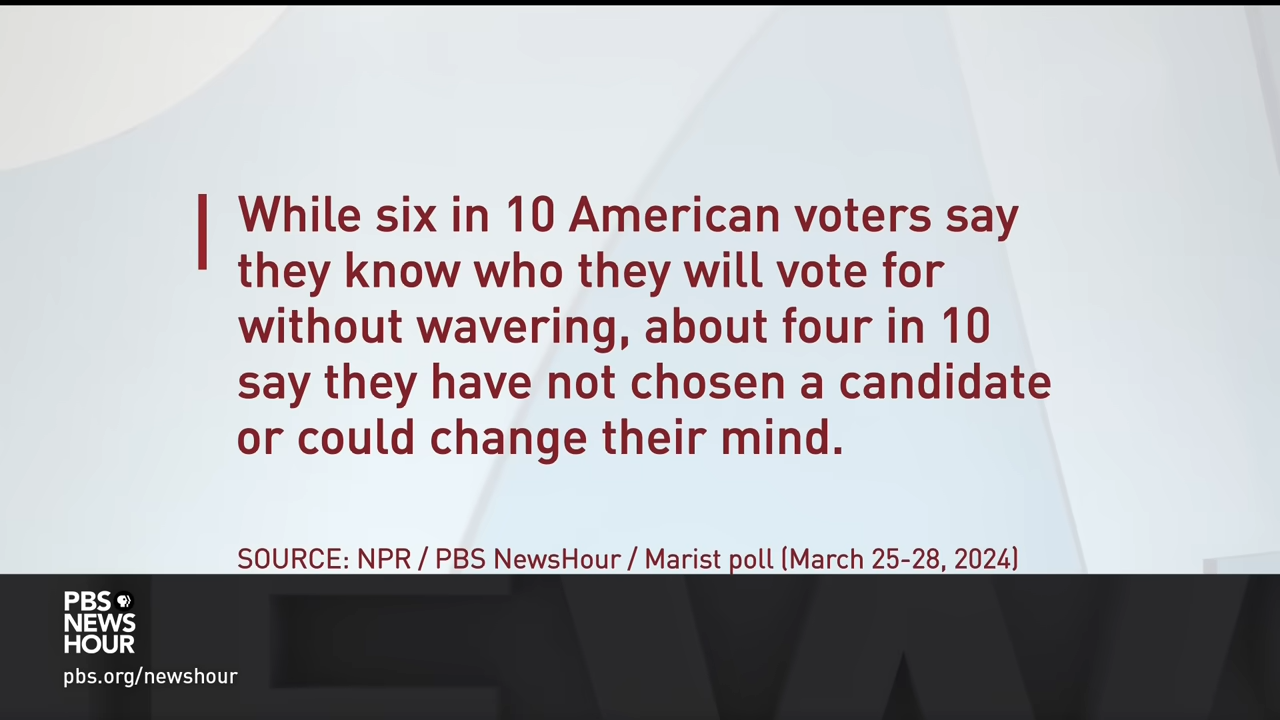 While six in 10 American voters say
they know who they will vote for
without wavering, about four in 10
say they have not chosen a candidate
or could change their mind.
SOURCE: NPR / PBS NewsHour / Marist poll (March 25-28, 2024)
PBS
NEWS
HOUR
pbs.org/newshour